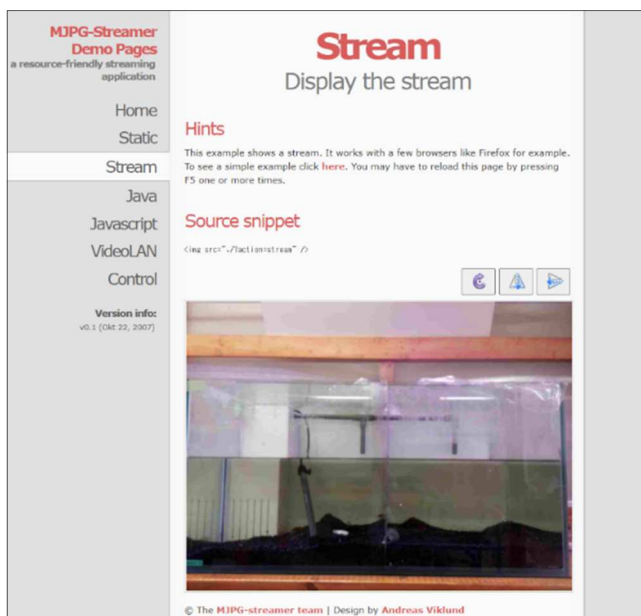 MJPG-Streamer
Demo Pages
a resource-friendly streaming
application
Home
Static
Stream
Java
Javascript
VideoLAN
Control
Version info:
v0.1 (Okt 22, 2007)
Stream
Display the stream
Hints
This example shows a stream. It works with a few browsers like Firefox for example.
To see a simple example click here. You may have to reload this page by pressing
F5 one or more times.
Source snippet
<img src="./?action=stream" />
© The MJPG-streamer team | Design by Andreas Viklund